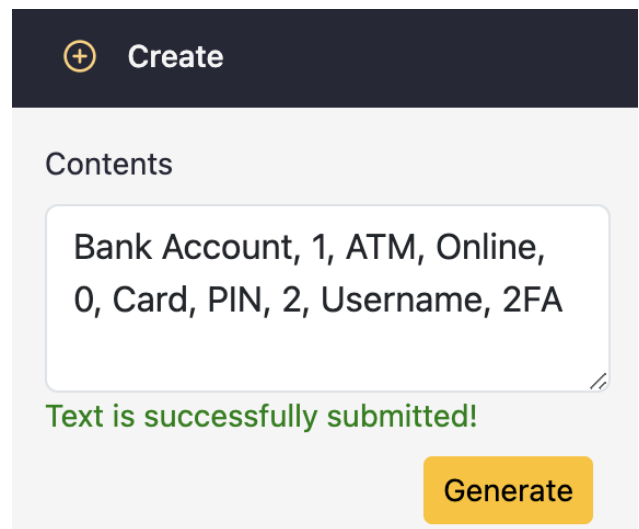 Create
Contents
Bank Account, 1, ATM, Online,
0, Card, PIN, 2, Username, 2FA
Text is successfully submitted!
Generate